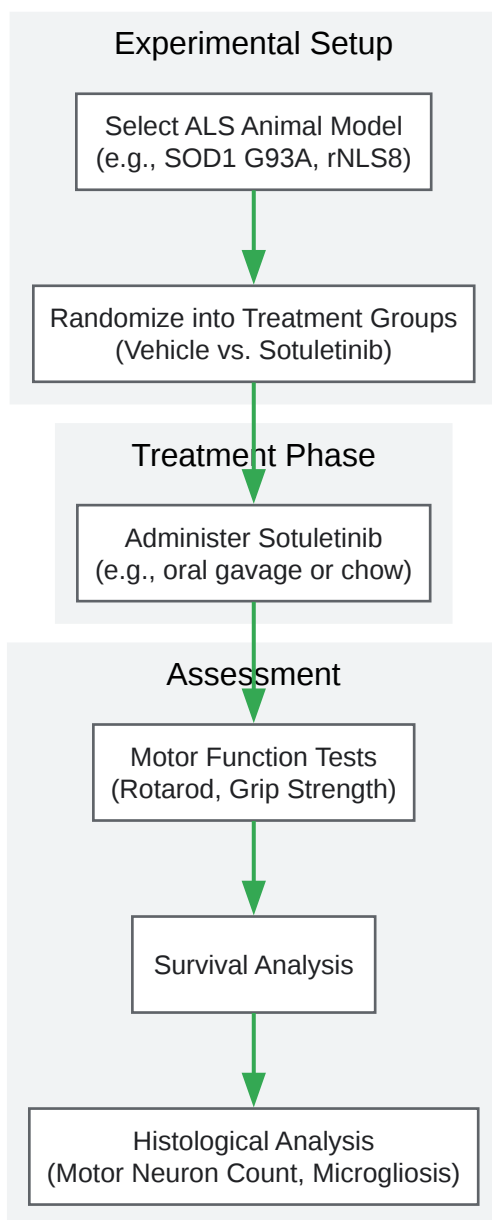 Experimental Setup
Select ALS Animal Model
(e.g., SOD1 G93A, rNLS8)
Randomize into Treatment Groups
(Vehicle vs. Sotuletinib)
Treatment Phase
Administer Sotuletinib
(e.g., oral gavage or chow)
Assessment
Motor Function Tests
(Rotarod, Grip Strength)
Survival Analysis
Histological Analysis
(Motor Neuron Count, Microgliosis)